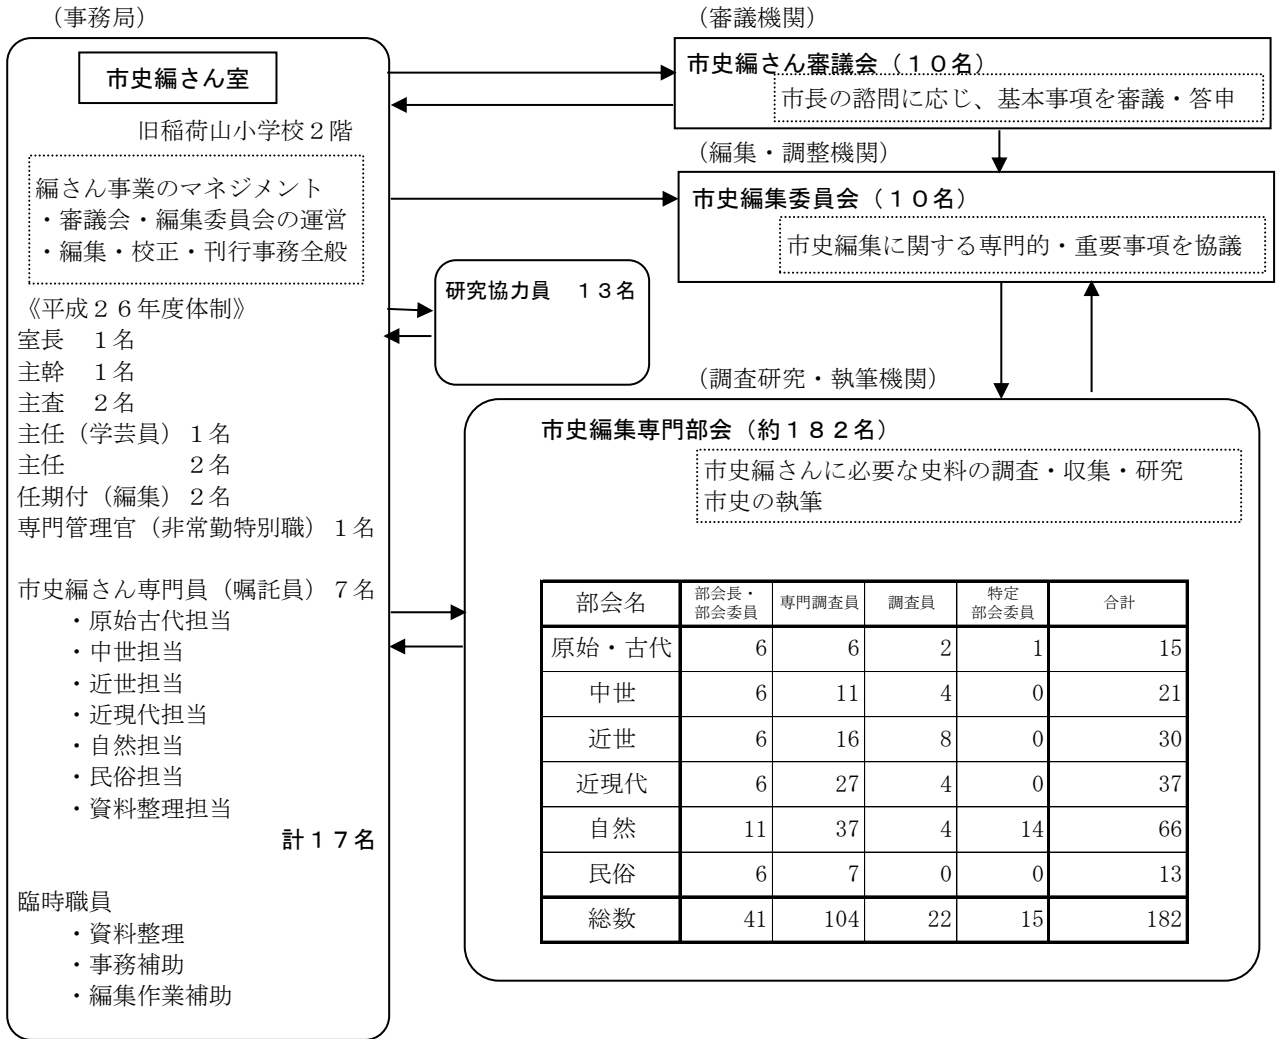 （事務局）
市史編さん室
旧稲荷山小学校２階
編さん事業のマネジメント
・審議会・編集委員会の運営
・編集・校正・刊行事務全般
《平成２６年度体制》
室長　１名
主幹　１名
主査　２名
主任（学芸員）１名
主任　　　　　２名
任期付（編集）２名
専門管理官（非常勤特別職）１名
市史編さん専門員（嘱託員）７名
・原始古代担当
・中世担当
・近世担当
・近現代担当
・自然担当
・民俗担当
・資料整理担当
計１７名
臨時職員
・資料整理
・事務補助
・編集作業補助
（審議機関）
市史編さん審議会（１０名）
市長の諮問に応じ、基本事項を審議・答申
（編集・調整機関）
市史編集委員会（１０名）
市史編集に関する専門的・重要事項を協議
研究協力員　１３名
（調査研究・執筆機関）
市史編集専門部会（約１８２名）
市史編さんに必要な史料の調査・収集・研究
市史の執筆
部会名 部会長・部会委員 専門調査員 調査員 特定部会委員 合計
原始・古代 6 6 2 1 15
中世 6 11 4 0 21
近世 6 16 8 0 30
近現代 6 27 4 0 37
自然 11 37 4 14 66
民俗 6 7 0 0 13
総数 41 104 22 15 182